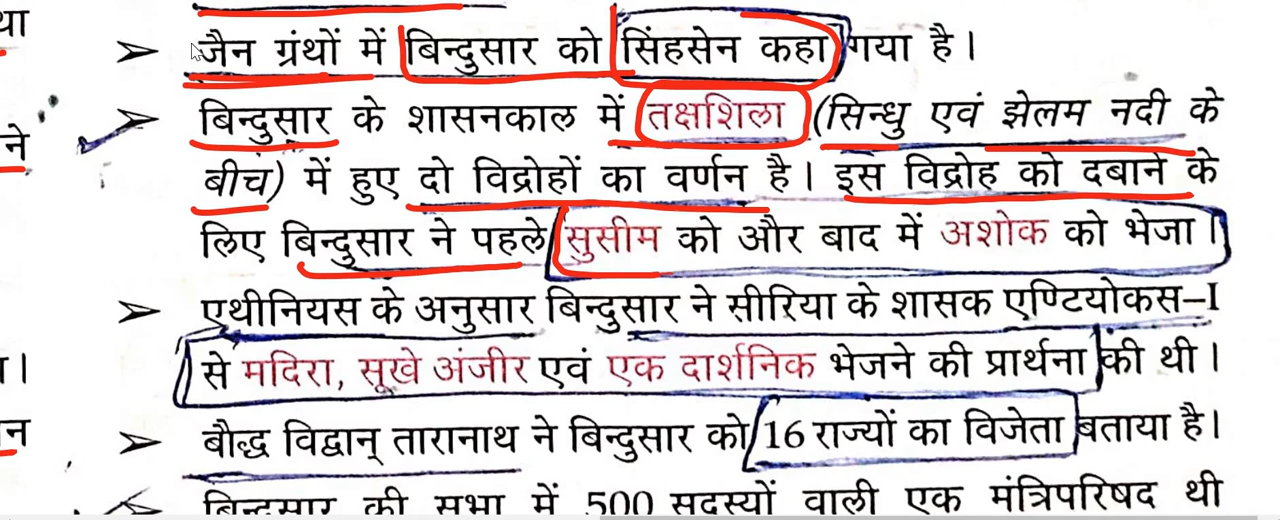 था
जैन ग्रंथों में बिन्दुसार को सिंहसेन कहा गया है।
बिन्दुसार के शासनकाल में तक्षशिला (सिन्धु एवं झेलम नदी के
ने
बीच) में हुए दो विद्रोहों का वर्णन है। इस विद्रोह को दबाने के
लिए बिन्दुसार ने पहले सुसीम को और बाद में अशोक को भेजा।
एथीनियस के अनुसार बिन्दुसार ने सीरिया के शासक एण्टियोकस–I
से मदिरा, सूखे अंजीर एवं एक दार्शनिक भेजने की प्रार्थना की थी।
बौद्ध विद्वान् तारानाथ ने बिन्दुसार को 16 राज्यों का विजेता बताया है।
बिन्दुसार की सभा में 500 सदस्यों वाली एक मंत्रिपरिषद थी